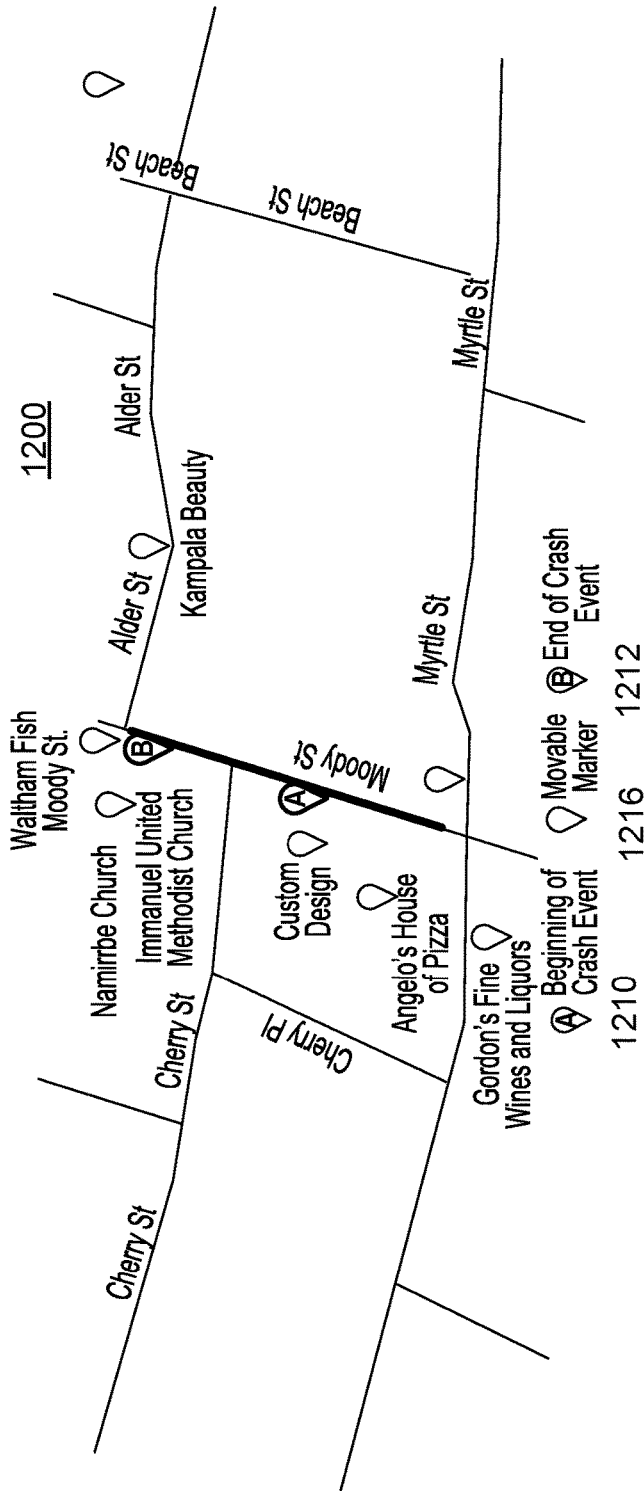 1200
Waltham Fish
Moody St.
Namirrbe Church
Immanuel United
Methodist Church
B
Alder St
Kampala Beauty
Alder St
Beach St
Beach St
Beach St
Cherry St
Cherry St
Cherry Pl
Custom
Design
A
Moody St
Angelo's House
of Pizza
Myrtle St
Myrtle St
Gordon's Fine
Wines and Liquors
A Beginning of
Crash Event
1210
Movable
Marker
1216
B End of Crash
Event
1212